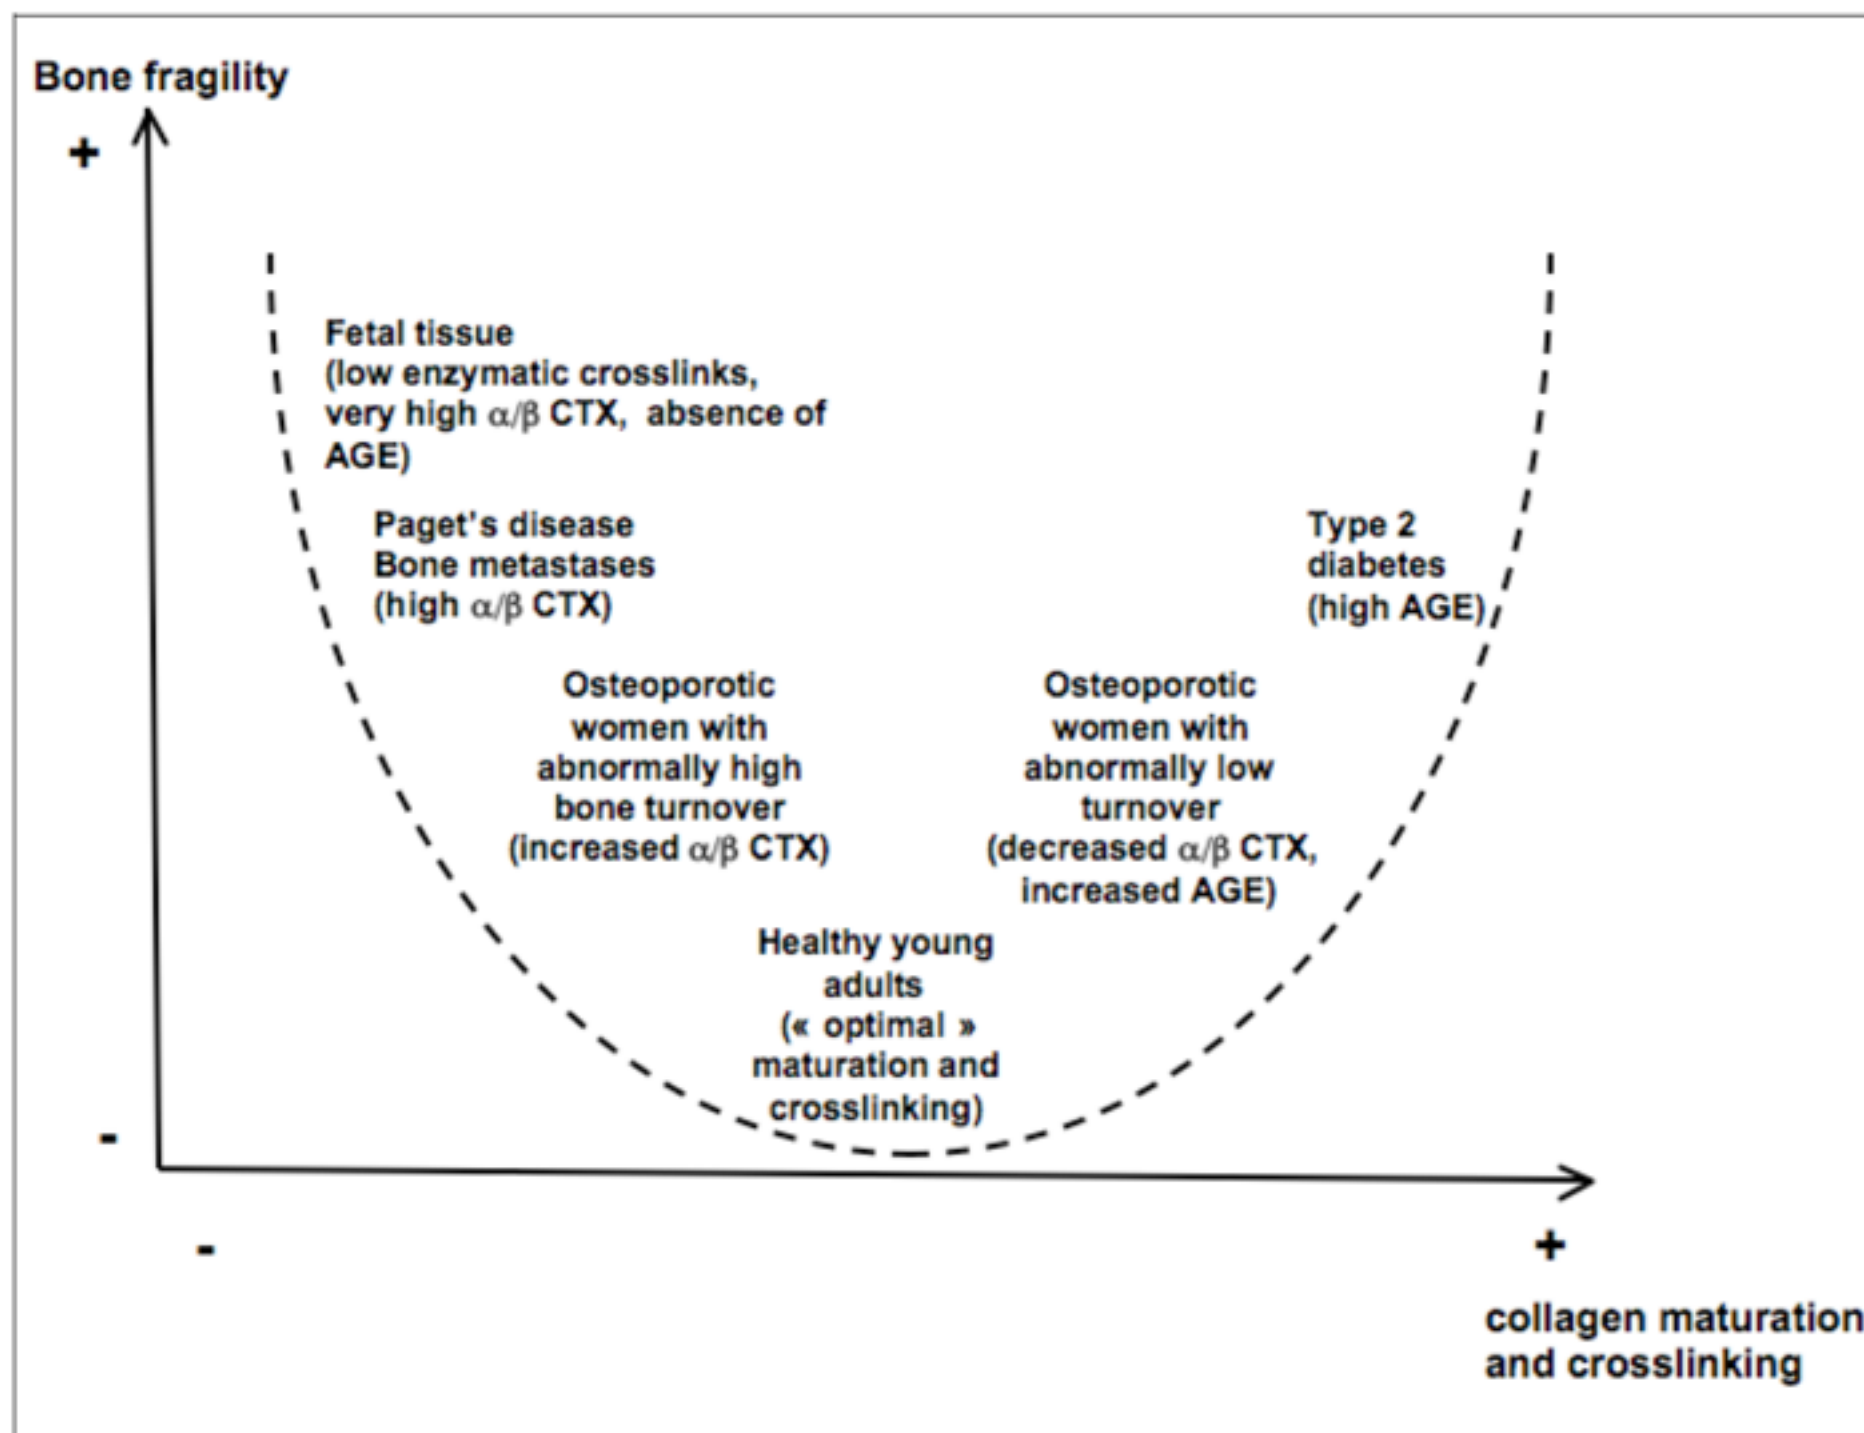 Bone fragility
+
Fetal tissue
(low enzymatic crosslinks,
very high α/β CTX, absence of
AGE)
Paget's disease
Bone metastases
(high α/β CTX)
Type 2
diabetes
(high AGE)
Osteoporotic
women with
abnormally high
bone turnover
(increased α/β CTX)
Osteoporotic
women with
abnormally low
turnover
(decreased α/β CTX,
increased AGE)
Healthy young
adults
(« optimal »
maturation and
crosslinking)
-
-
+
collagen maturation
and crosslinking